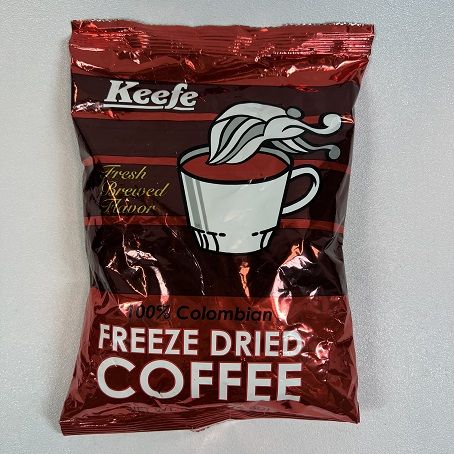 Keefe
Fresh
Brewed
Flavor
100% Colombian
FREEZE DRIED
COFFEE